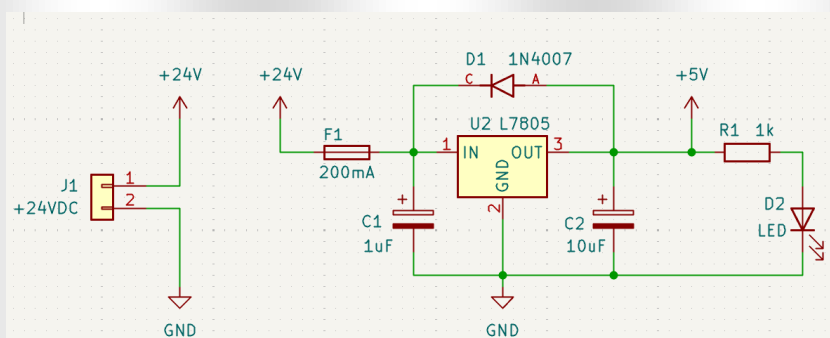 D1 1N4007
+24V
+24V
C
A
+5V
U2 L7805
R1 1k
F1
1
IN
OUT
3
200mA
GND
J1
1
2
+24VDC
2
+
+
D2
C1
C2
LED
1uF
10uF
GND
GND